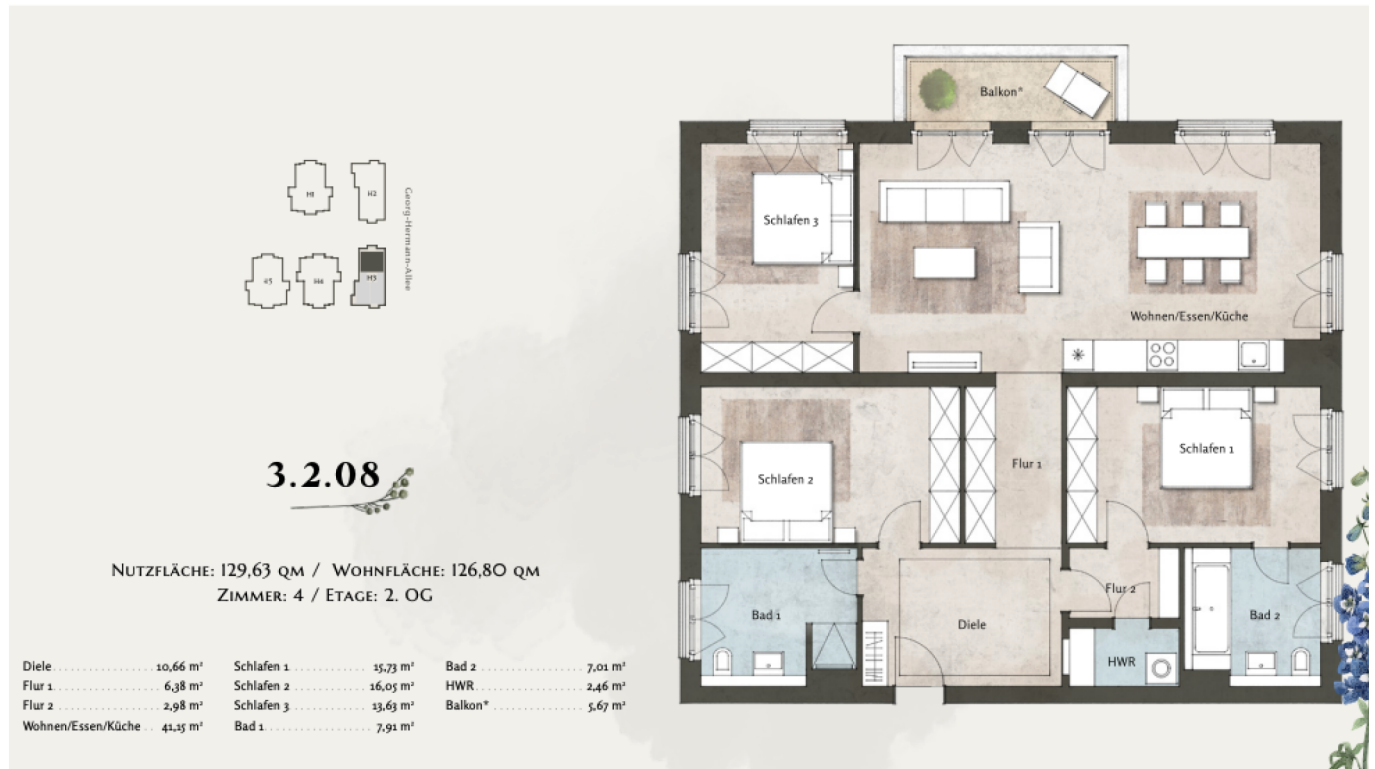 Georg-Hermann-Allee
H1
H2
H5
H4
H3
3.2.08
Nutzfläche: 129,63 qm / Wohnfläche: 126,80 qm
Zimmer: 4 / Etage: 2. OG
Diele 10,66 m²
Flur 1 6,38 m²
Flur 2 2,98 m²
Wohnen/Essen/Küche 41,15 m²
Schlafen 1 15,73 m²
Schlafen 2 16,05 m²
Schlafen 3 13,63 m²
Bad 1 7,91 m²
Bad 2 7,01 m²
HWR 2,46 m²
Balkon* 5,67 m²
Balkon*
Schlafen 3
Wohnen/Essen/Küche
Schlafen 2
Flur 1
Schlafen 1
Bad 1
Diele
Flur 2
HWR
Bad 2